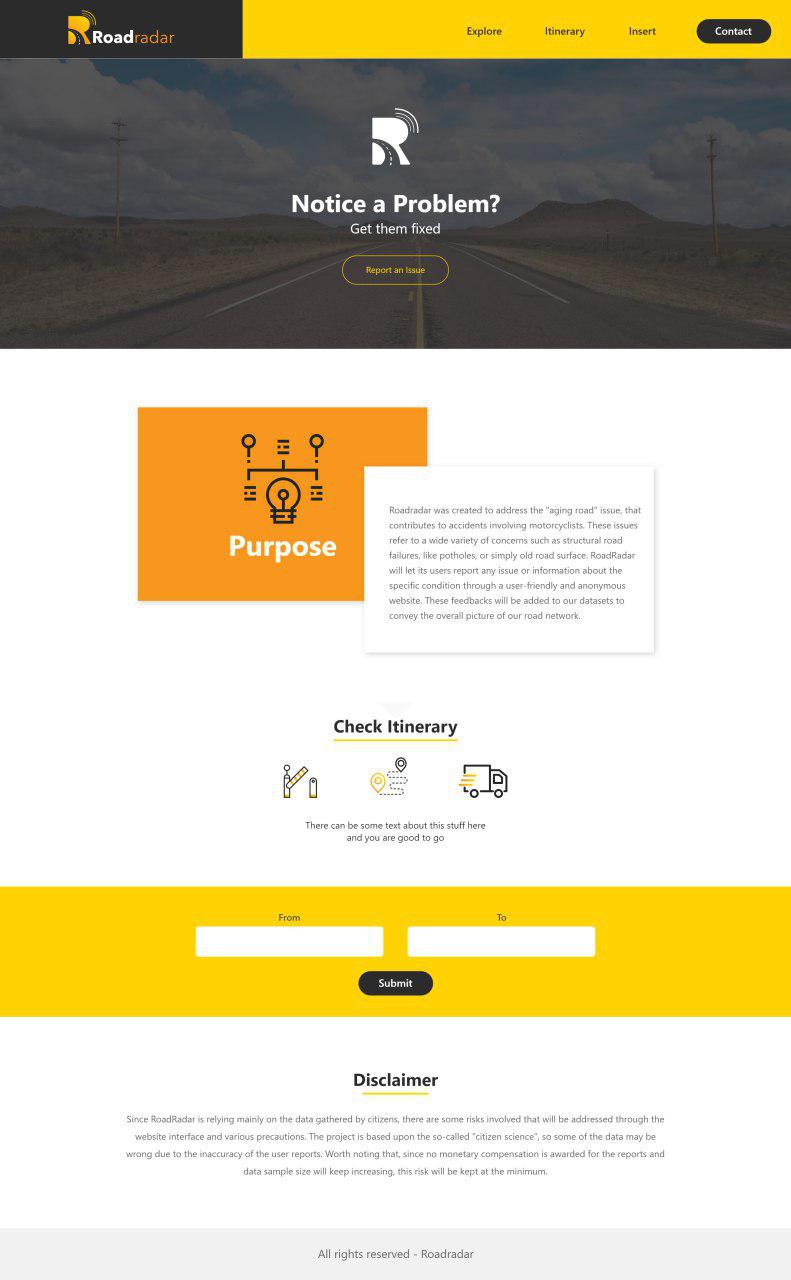 Roadradar
Explore
Itinerary
Insert
Contact
Notice a Problem?
Get them fixed
Report an Issue
Purpose
Roadradar was created to address the "aging road" issue, that
contributes to accidents involving motorcyclists. These issues
refer to a wide variety of concerns such as structural road
failures, like potholes, or simply old road surface. RoadRadar
will let its users report any issue or information about the
specific condition through a user-friendly and anonymous
website. These feedbacks will be added to our datasets to
convey the overall picture of our road network.
Check Itinerary
There can be some text about this stuff here
and you are good to go
From
To
Submit
Disclaimer
Since RoadRadar is relying mainly on the data gathered by citizens, there are some risks involved that will be addressed through the
website interface and various precautions. The project is based upon the so-called "citizen science", so some of the data may be
wrong due to the inaccuracy of the user reports. Worth noting that, since no monetary compensation is awarded for the reports and
data sample size will keep increasing, this risk will be kept at the minimum.
All rights reserved - Roadradar